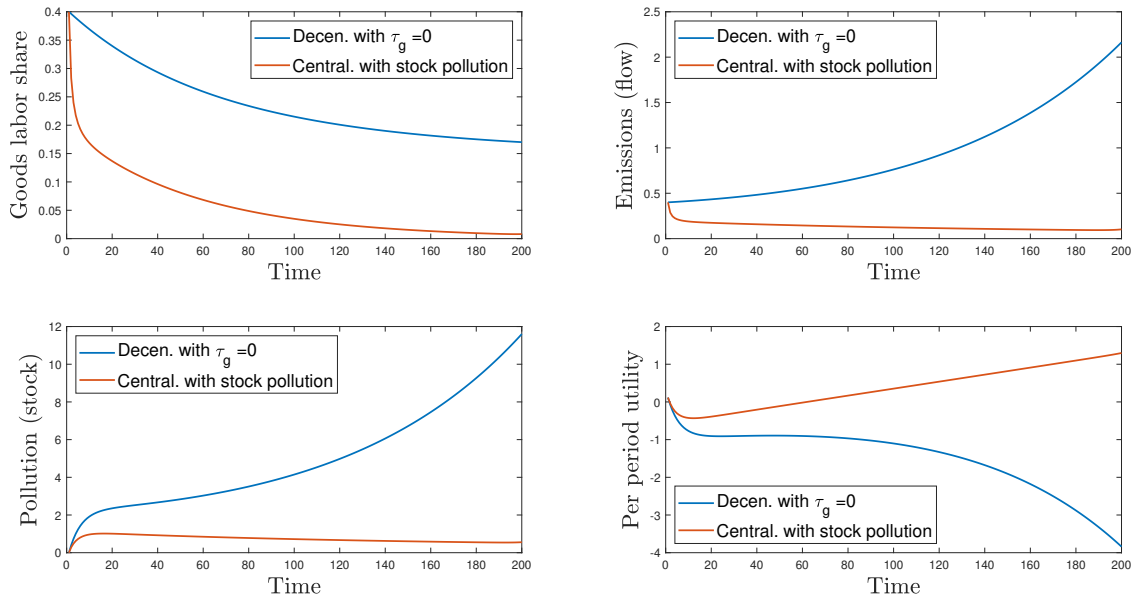 Goods labor share
0.4
0.35
0.3
0.25
0.2
0.15
0.1
0.05
0
0 20 40 60 80 100 120 140 160 180 200
Time
Decen. with τg =0
Central. with stock pollution
Emissions (flow)
2.5
2
1.5
1
0.5
0
0 20 40 60 80 100 120 140 160 180 200
Time
Decen. with τg =0
Central. with stock pollution
Pollution (stock)
12
10
8
6
4
2
0
0 20 40 60 80 100 120 140 160 180 200
Time
Decen. with τg =0
Central. with stock pollution
Per period utility
2
1
0
-1
-2
-3
-4
0 20 40 60 80 100 120 140 160 180 200
Time
Decen. with τg =0
Central. with stock pollution